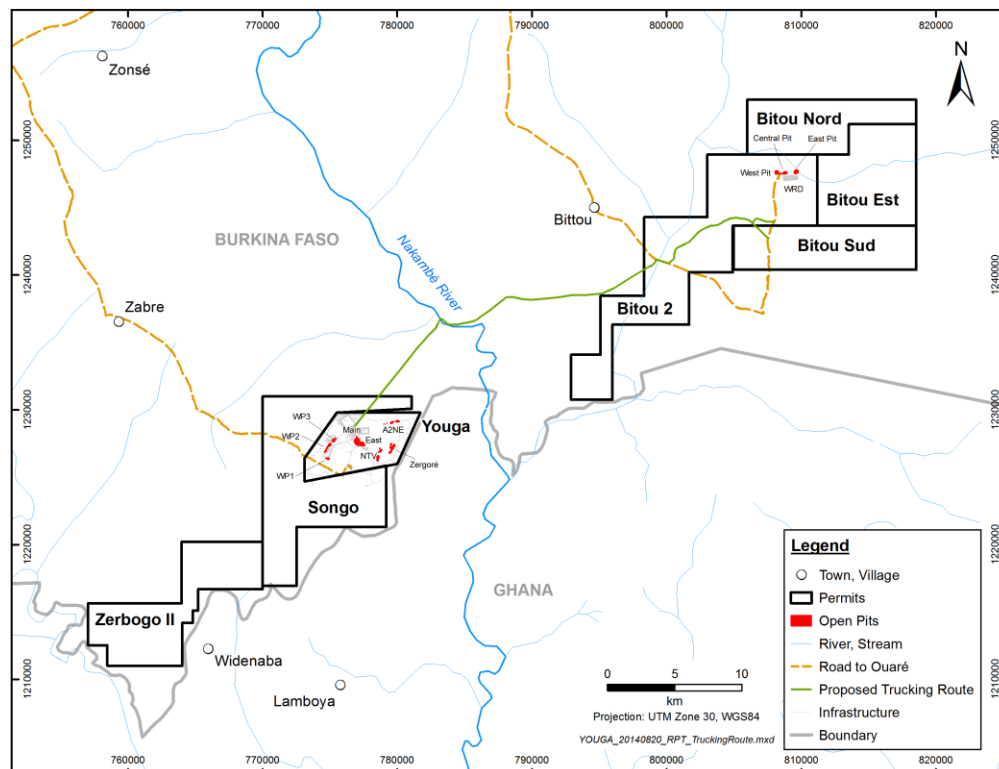 760000 770000 780000 790000 800000 810000 820000
Zonsé
N
Bitou Nord
Central Pit East Pit
West Pit
WRD
Bitou Est
Bittou
Bitou Sud
BURKINA FASO
Nakambé River
Bitou 2
Zabre
1250000
1240000
1230000
1220000
1210000
1250000
1240000
1230000
1220000
1210000
WP3
WP2
WP1
Main
East
NTV
A2NE
Youga
Zergoré
Songo
GHANA
Zerbogo II
Widenaba
Lamboya
Legend
Town, Village
Permits
Open Pits
River, Stream
Road to Ouaré
Proposed Trucking Route
Infrastructure
Boundary
0 5 10
km
Projection: UTM Zone 30, WGS84
YOUGA_20140820_RPT_TruckingRoute.mxd
760000 770000 780000 790000 800000 810000 820000